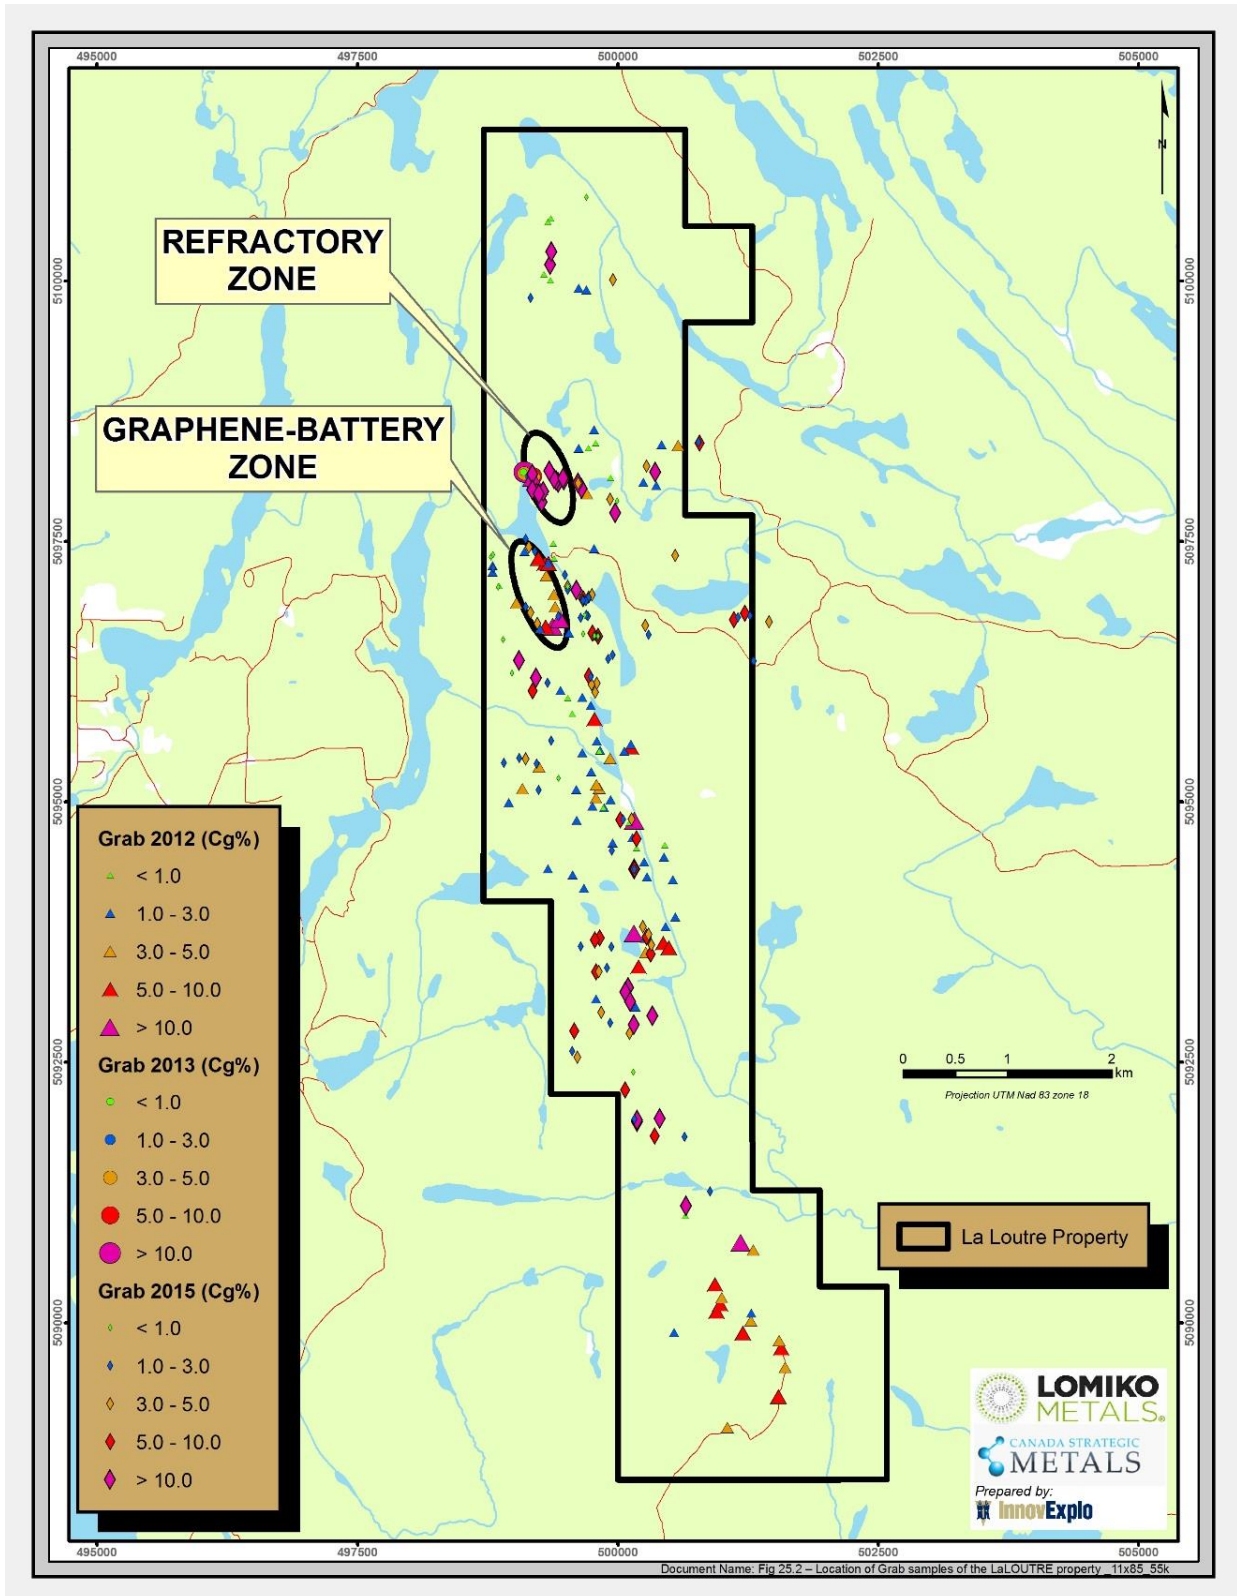 495000 497500 500000 502500 505000
N
REFRACTORY
ZONE
5100000 5100000
GRAPHENE-BATTERY
ZONE
5097500 5097500
5095000 5095000
Grab 2012 (Cg%)
< 1.0
1.0 - 3.0
3.0 - 5.0
5.0 - 10.0
> 10.0
Grab 2013 (Cg%)
< 1.0
1.0 - 3.0
3.0 - 5.0
5.0 - 10.0
> 10.0
Grab 2015 (Cg%)
< 1.0
1.0 - 3.0
3.0 - 5.0
5.0 - 10.0
> 10.0
5092500 5092500
0 0.5 1 2
km
Projection UTM Nad 83 zone 18
La Loutre Property
5090000 5090000
LOMIKO
METALS®
CANADA STRATEGIC
METALS
Prepared by:
InnovExplo
495000 497500 500000 502500 505000
Document Name: Fig 25.2 – Location of Grab samples of the LaLOUTRE property _11x85_55k